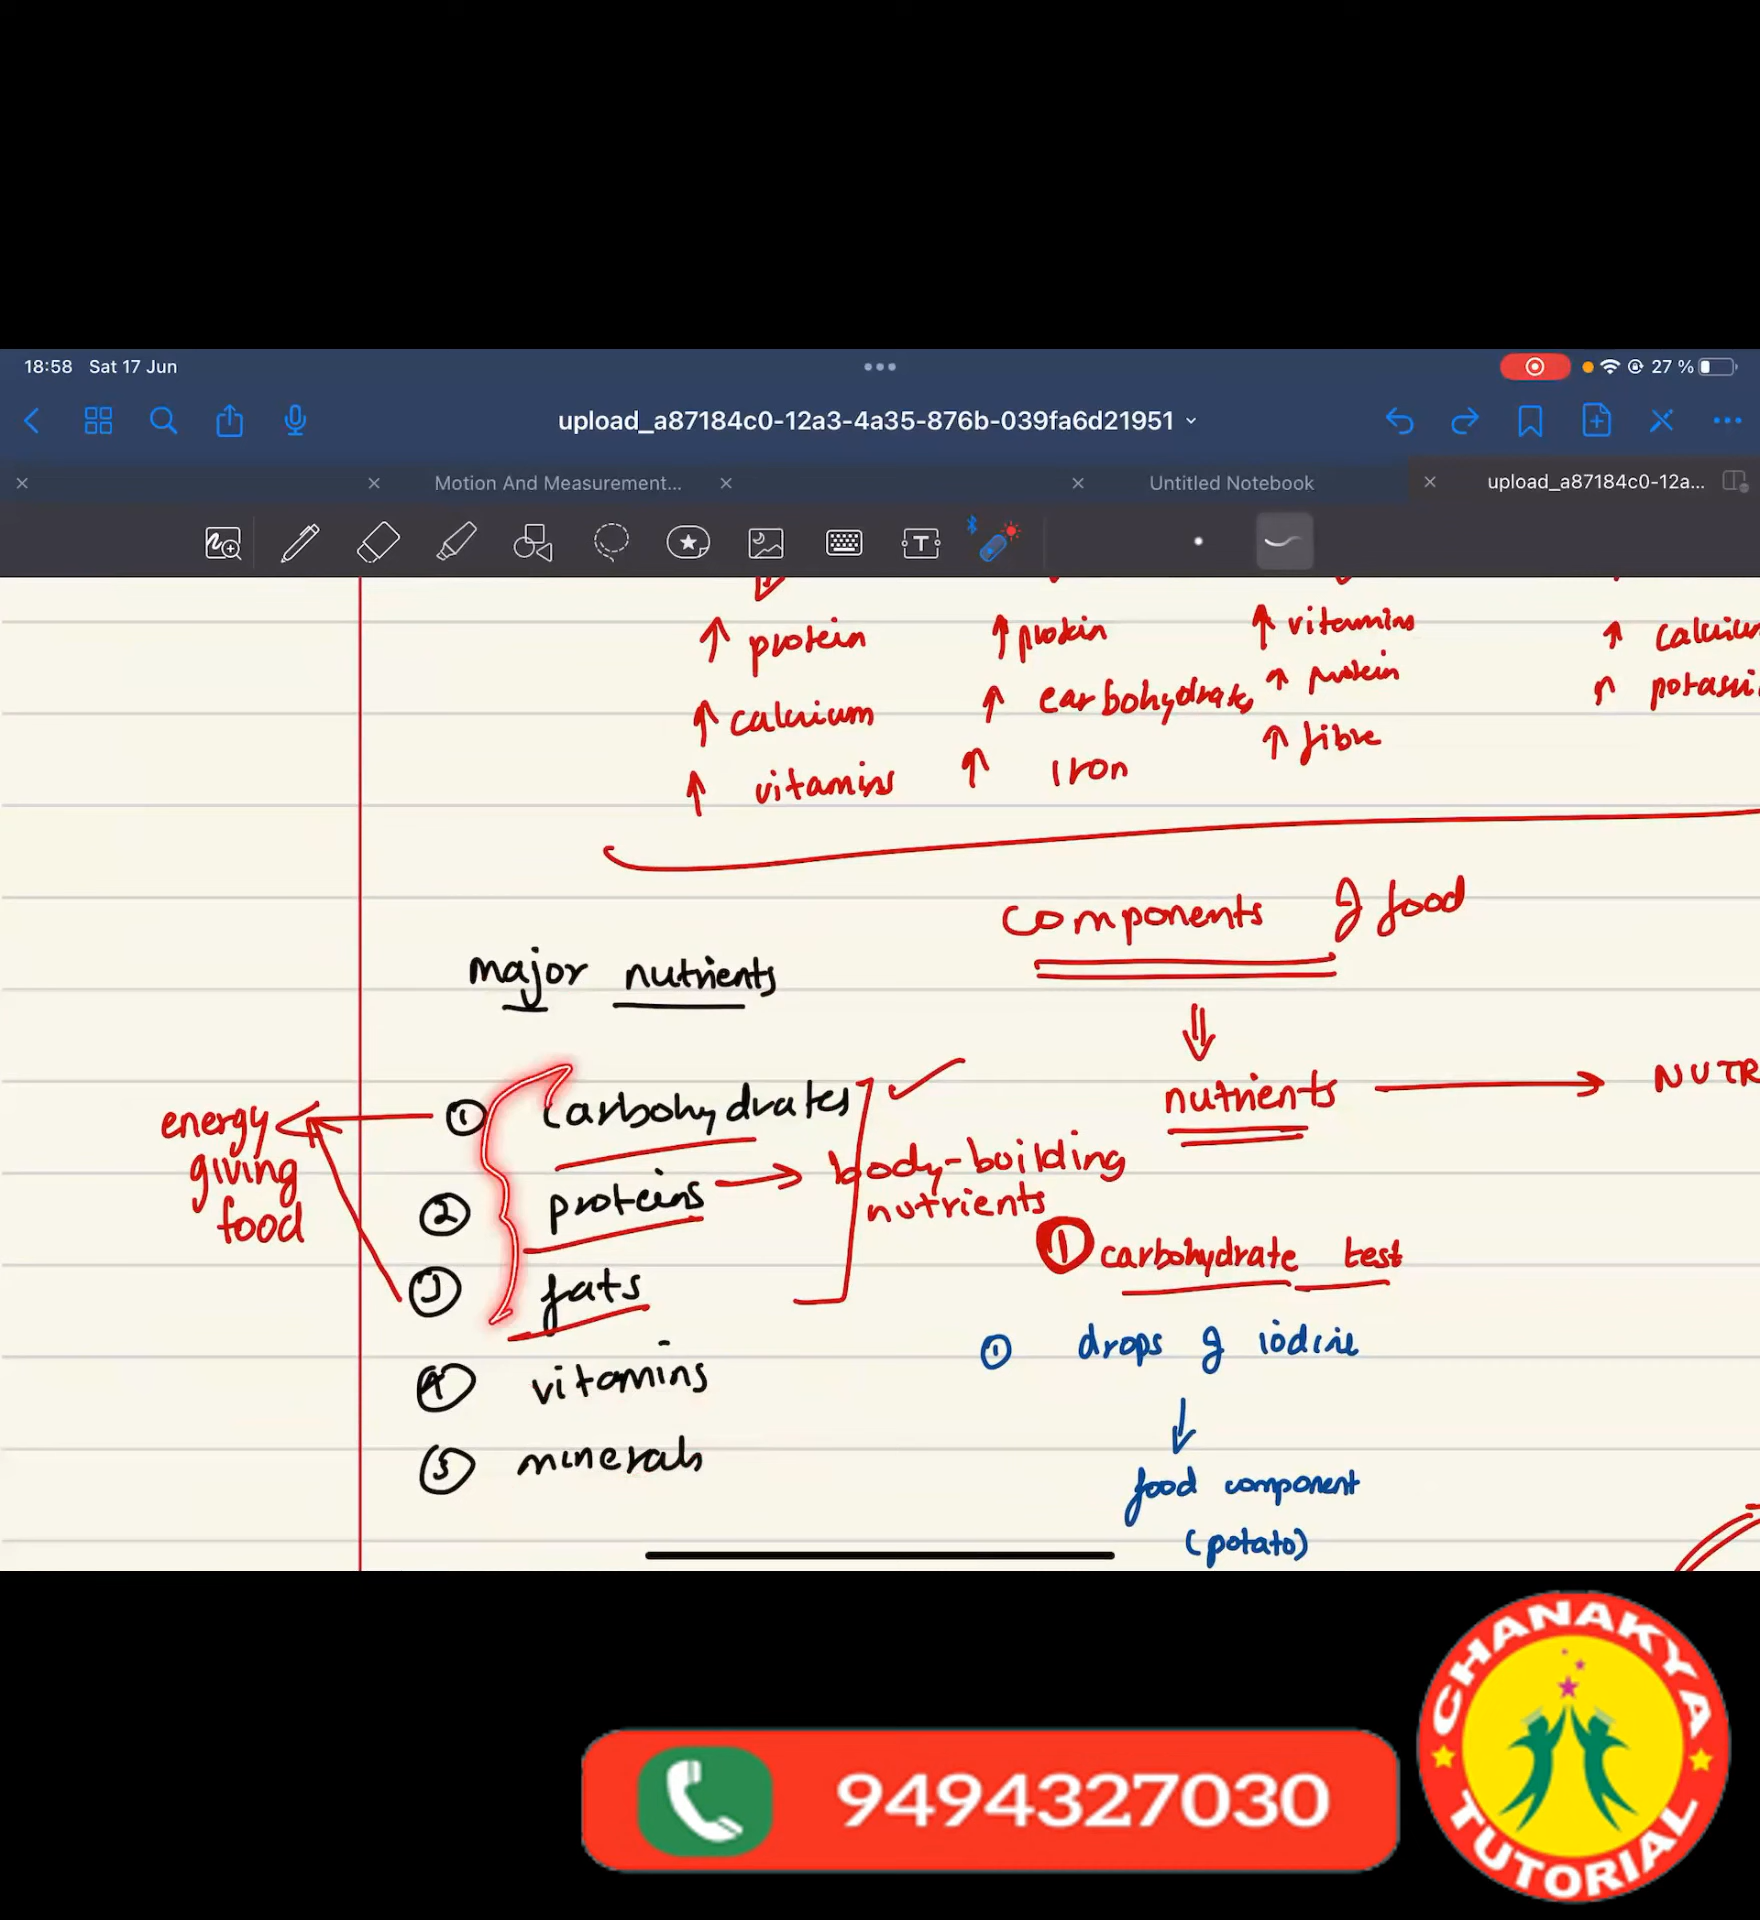 18:58 Sat 17 Jun
27 %
upload_a87184c0-12a3-4a35-876b-039fa6d21951
Motion And Measurement...
Untitled Notebook
upload_a87184c0-12a...
↑ protein
↑ calcium
↑ vitamins
↑ protein
↑ carbohydrates
↑ iron
↑ vitamins
↑ protein
↑ fibre
↑ calcium
↑ potassi
components of food
nutrients → NUTR
major nutrients
① Carbohydrates
② proteins → body-building
nutrients
③ fats
④ vitamins
⑤ minerals
energy
giving
food
① carbohydrate test
① drops of iodine
↓
food component
(potato)
9494327030
CHANAKYA
TUTORIAL